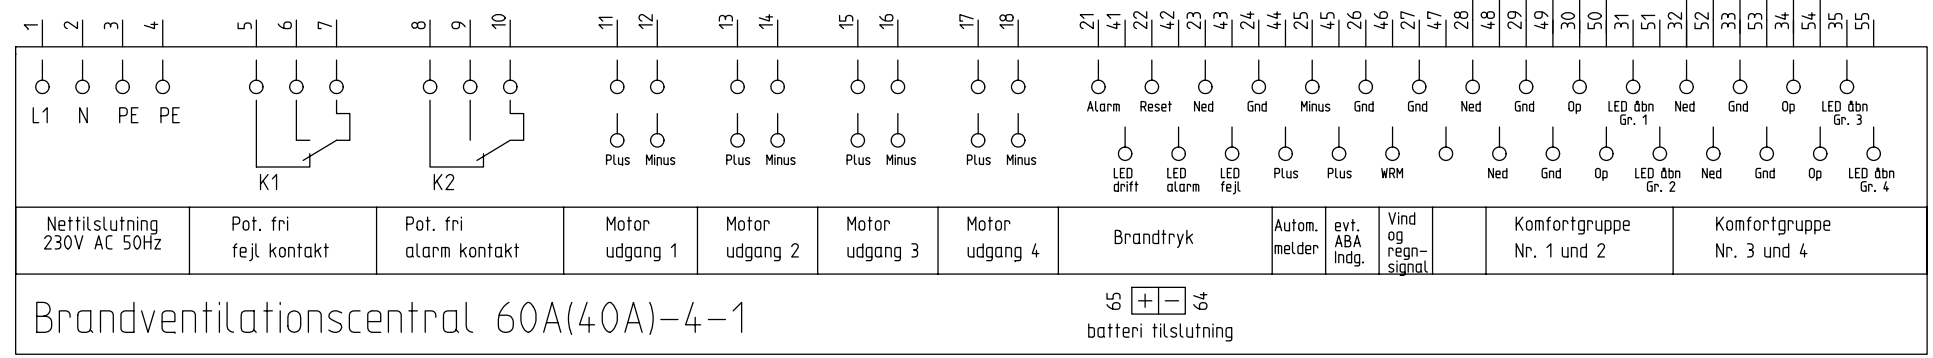 1 2 3 4 5 6 7 8 9 10 11 12 13 14 15 16 17 18 21 41 22 42 23 43 24 44 25 45 26 46 27 47 28 48 29 49 30 50 31 51 32 52 33 53 34 54 35 55
L1 N PE PE
Alarm Reset Ned Gnd Minus Gnd Gnd Ned Gnd Op LED åbn Ned Gnd Op LED åbn
Gr. 1 Gr. 3
Plus Minus Plus Minus Plus Minus Plus Minus
LED LED LED Plus Plus WRM Ned Gnd Op LED åbn Ned Gnd Op LED åbn
drift alarm fejl Gr. 2 Gr. 4
K1 K2
Nettilslutning
230V AC 50Hz
Pot. fri
fejl kontakt
Pot. fri
alarm kontakt
Motor
udgang 1
Motor
udgang 2
Motor
udgang 3
Motor
udgang 4
Brandtryk
Autom.
melder
evt.
ABA
Indg.
Vind
og
regn-
signal
Komfortgruppe
Nr. 1 und 2
Komfortgruppe
Nr. 3 und 4
Brandventilationscentral 60A(40A)-4-1
65 + - 64
batteri tilslutning